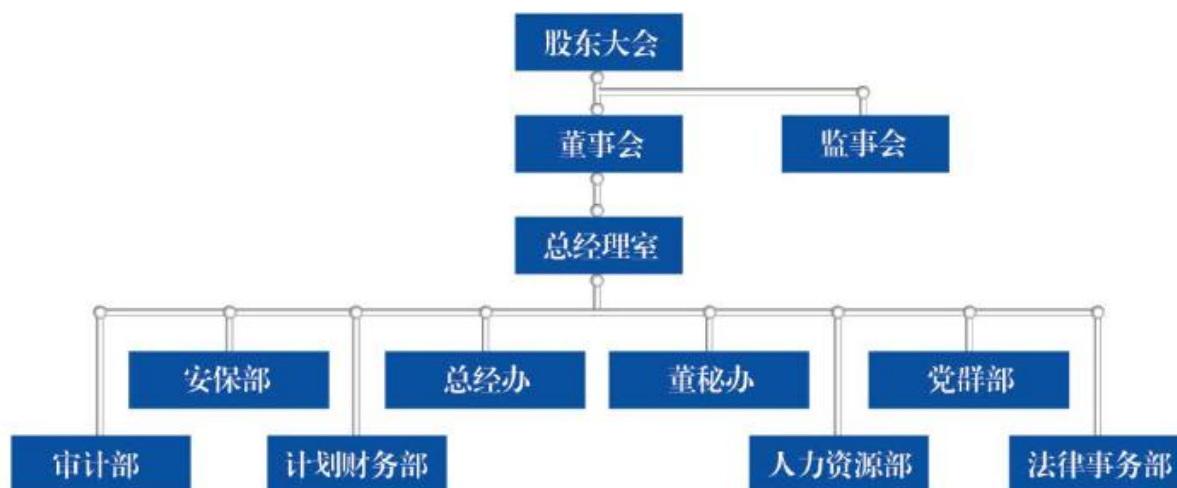 股东大会
董事会
监事会
总经理室
安保部
总经办
董秘办
党群部
审计部
计划财务部
人力资源部
法律事务部